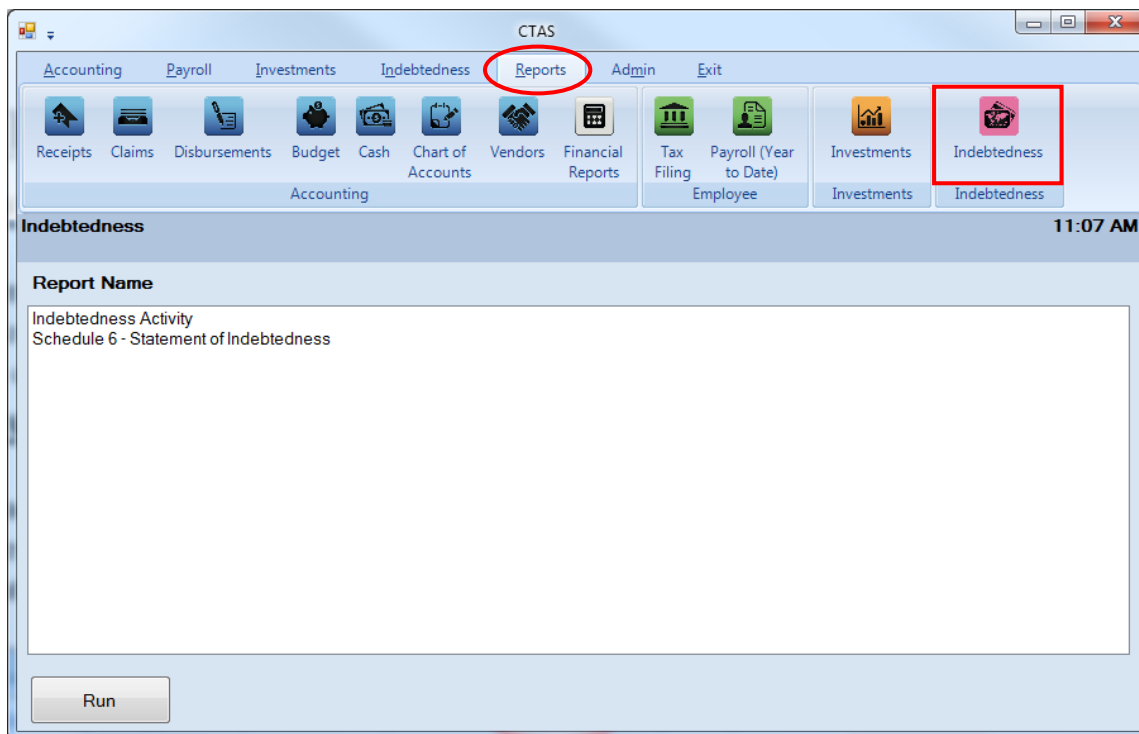 CTAS
Accounting Payroll Investments Indebtedness Reports Admin Exit
Receipts Claims Disbursements Budget Cash Chart of Accounts Vendors Financial Reports Tax Filing Payroll (Year to Date) Investments Indebtedness
Accounting Employee Investments Indebtedness
Indebtedness 11:07 AM
Report Name
Indebtedness Activity
Schedule 6 - Statement of Indebtedness
Run